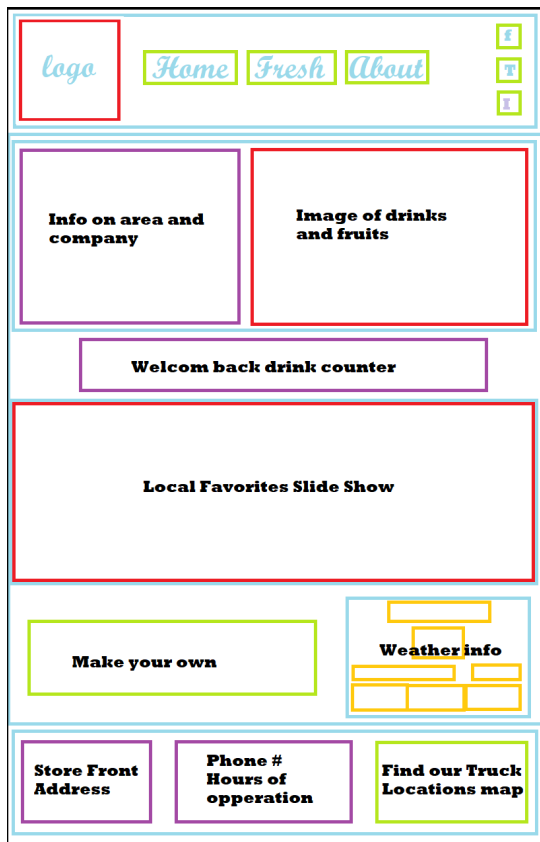 logo
Home Fresh About
f
T
I
Info on area and
company
Image of drinks
and fruits
Welcom back drink counter
Local Favorites Slide Show
Make your own
Weather info
Store Front
Address
Phone #
Hours of
opperation
Find our Truck
Locations map